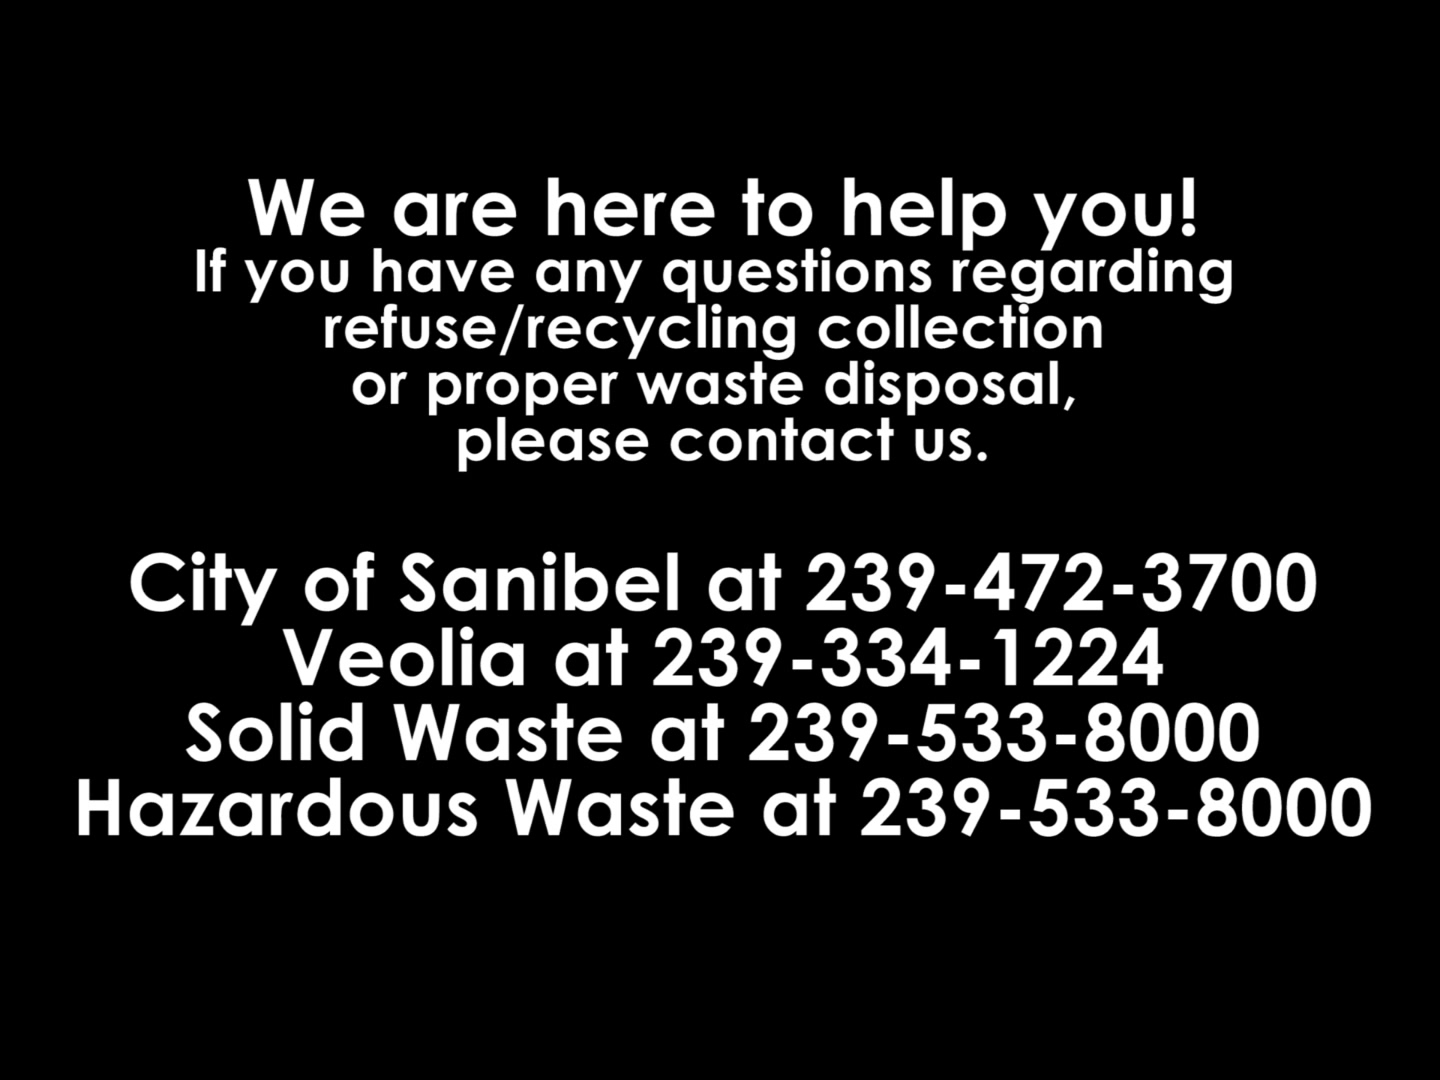 We are here to help you!
If you have any questions regarding
refuse/recycling collection
or proper waste disposal,
please contact us.
City of Sanibel at 239-472-3700
Veolia at 239-334-1224
Solid Waste at 239-533-8000
Hazardous Waste at 239-533-8000